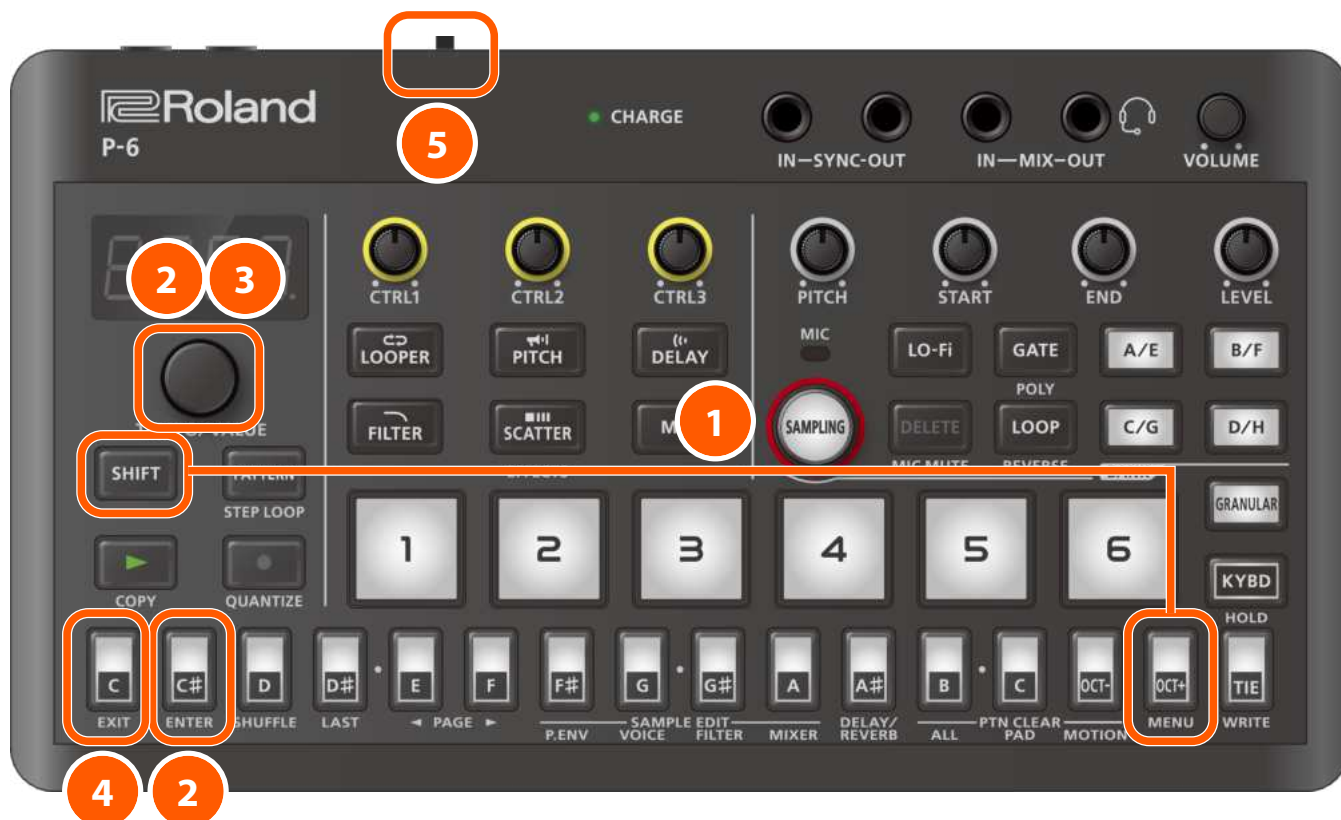 5
Roland
P-6
CHARGE
IN—SYNC-OUT
IN—MIX—OUT
VOLUME
2
3
CTRL1
CTRL2
CTRL3
PITCH
START
END
LEVEL
MIC
LOOPER
PITCH
DELAY
LO-Fi
GATE
A/E
B/F
POLY
1
FILTER
SCATTER
SAMPLING
DELETE
LOOP
C/G
D/H
SHIFT
PATTERN
STEP LOOP
GRANULAR
1
2
3
4
5
6
KYBD
HOLD
COPY
QUANTIZE
C
C#
D
D#
E
F
F#
G
G#
A
A#
B
C
OCT-
OCT+
TIE
EXIT
ENTER
SHUFFLE
LAST
◄ PAGE ►
SAMPLE EDIT
P.ENV
VOICE
FILTER
MIXER
DELAY/
REVERB
PTN CLEAR
ALL
PAD
MOTION
MENU
WRITE
4
2